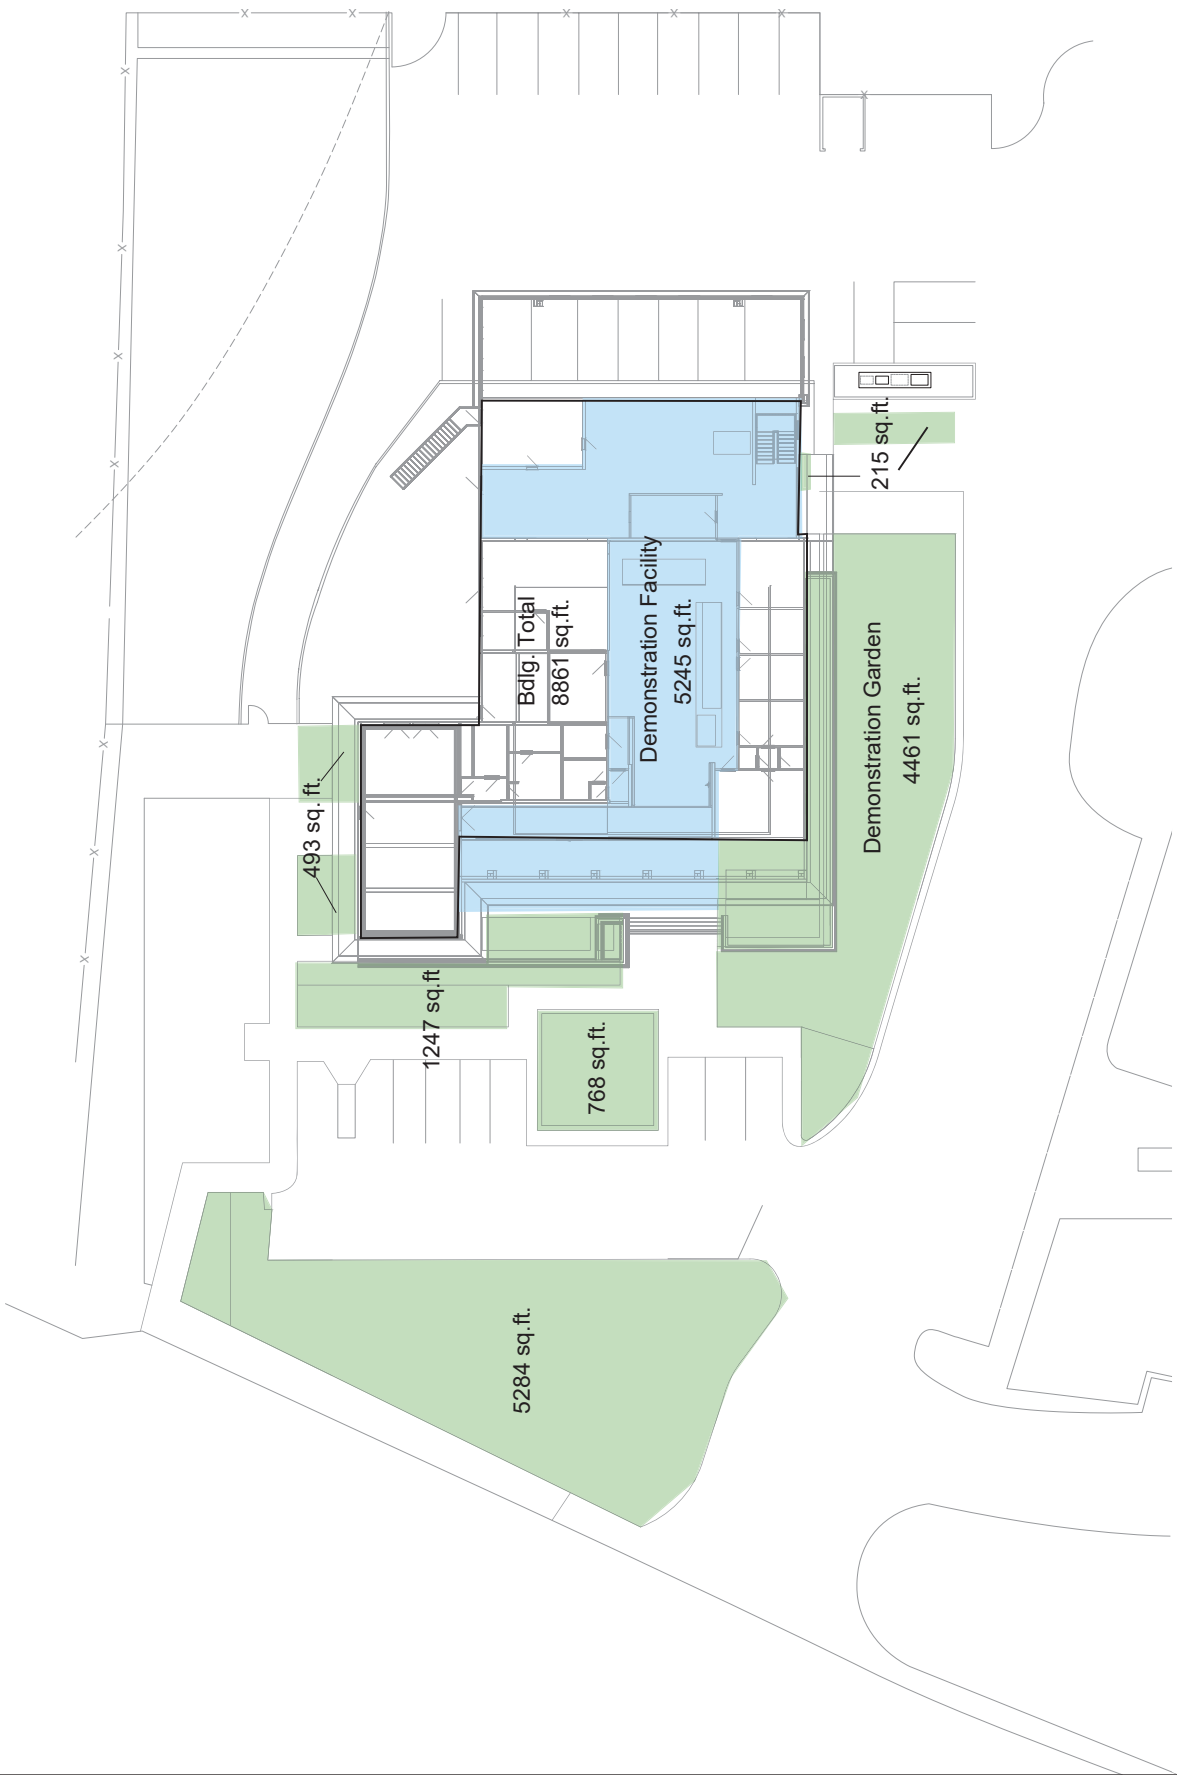 493 sq. ft.
1247 sq.ft
Bdlg. Total
8861 sq.ft.
5284 sq.ft.
768 sq.ft.
Demonstration Facility
5245 sq.ft.
215 sq.ft.
Demonstration Garden
4461 sq.ft.